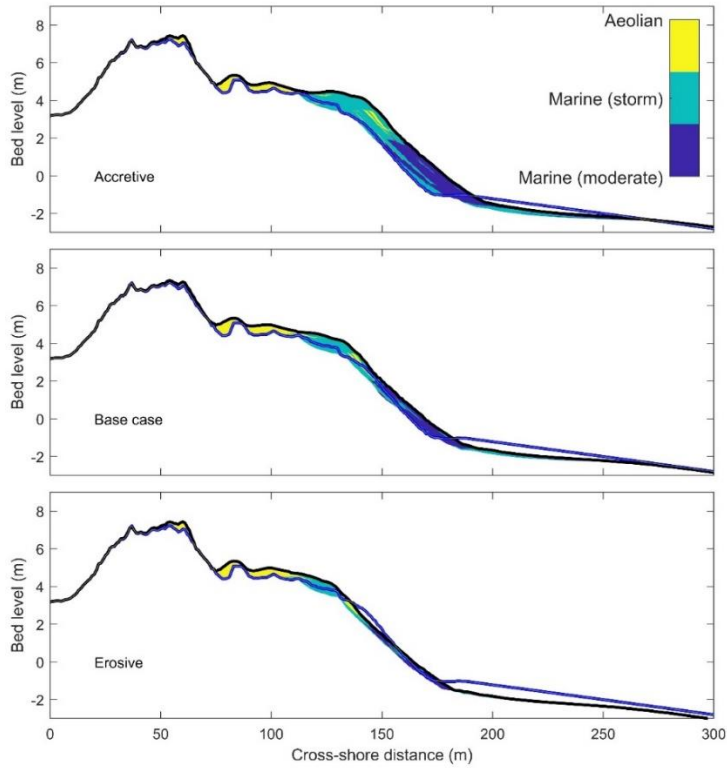 Aeolian
Marine (storm)
Marine (moderate)
8
6
4
2
0
-2
Bed level (m)
Accretive
8
6
4
2
0
-2
Bed level (m)
Base case
8
6
4
2
0
-2
Bed level (m)
Erosive
0 50 100 150 200 250 300
Cross-shore distance (m)